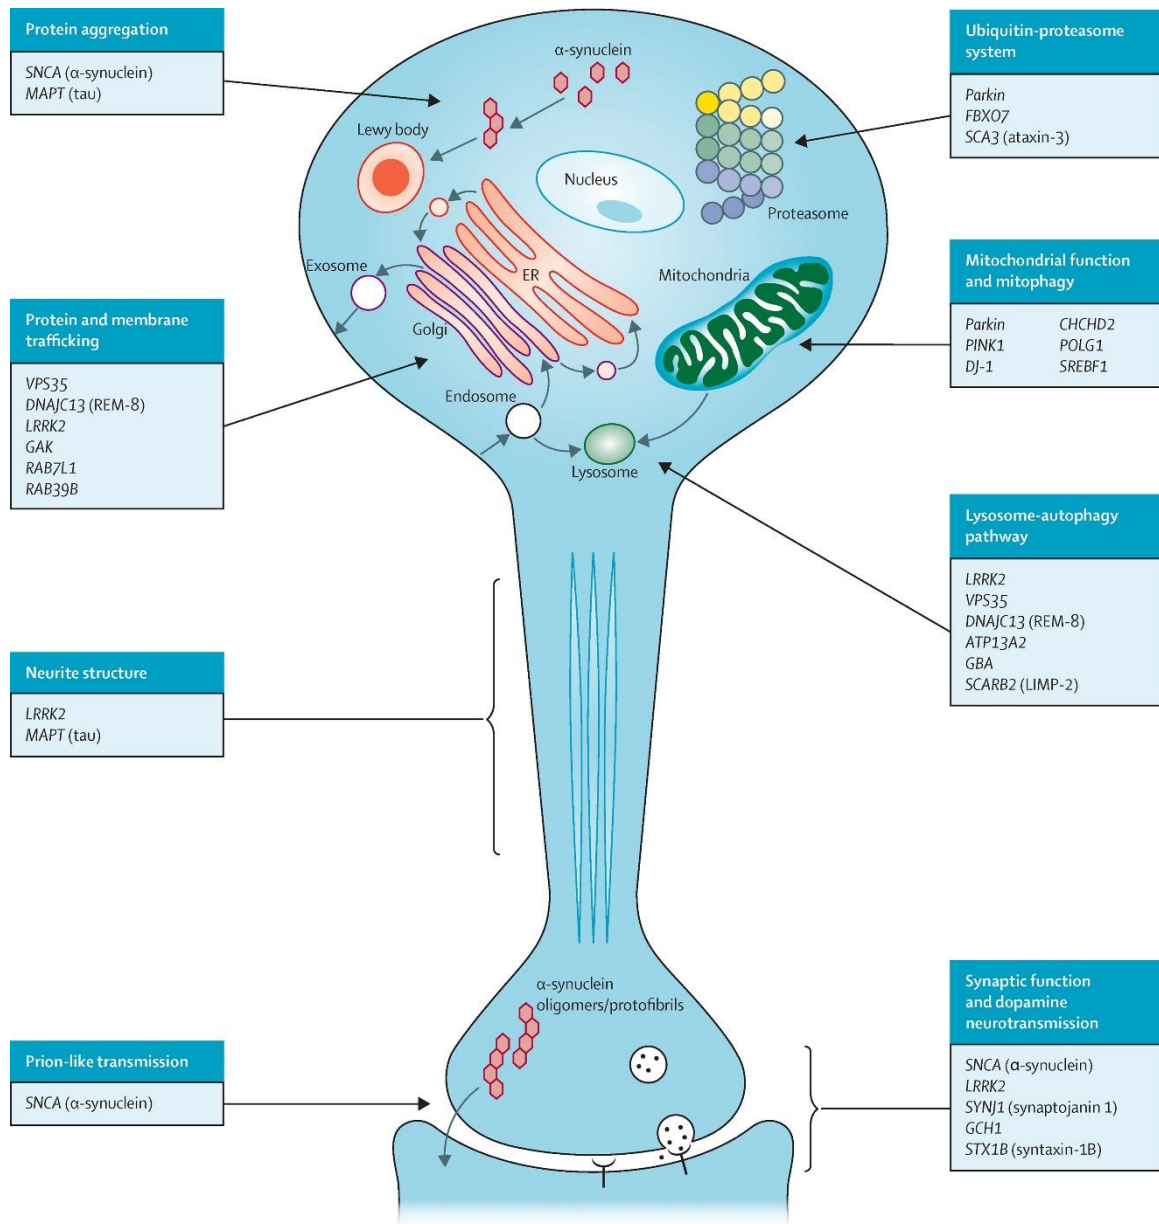 Protein aggregation
SNCA (α-synuclein)
MAPT (tau)
Ubiquitin-proteasome
system
Parkin
FBXO7
SCA3 (ataxin-3)
α-synuclein
Lewy body
Nucleus
Proteasome
Exosome
ER
Mitochondria
Golgi
Endosome
Lysosome
Protein and membrane
trafficking
VPS35
DNAJC13 (REM-8)
LRRK2
GAK
RAB7L1
RAB39B
Mitochondrial function
and mitophagy
Parkin CHCHD2
PINK1 POLG1
DJ-1 SREBF1
Lysosome-autophagy
pathway
LRRK2
VPS35
DNAJC13 (REM-8)
ATP13A2
GBA
SCARB2 (LIMP-2)
Neurite structure
LRRK2
MAPT (tau)
α-synuclein
oligomers/protofibrils
Prion-like transmission
SNCA (α-synuclein)
Synaptic function
and dopamine
neurotransmission
SNCA (α-synuclein)
LRRK2
SYNJ1 (synaptojanin 1)
GCH1
STX1B (syntaxin-1B)